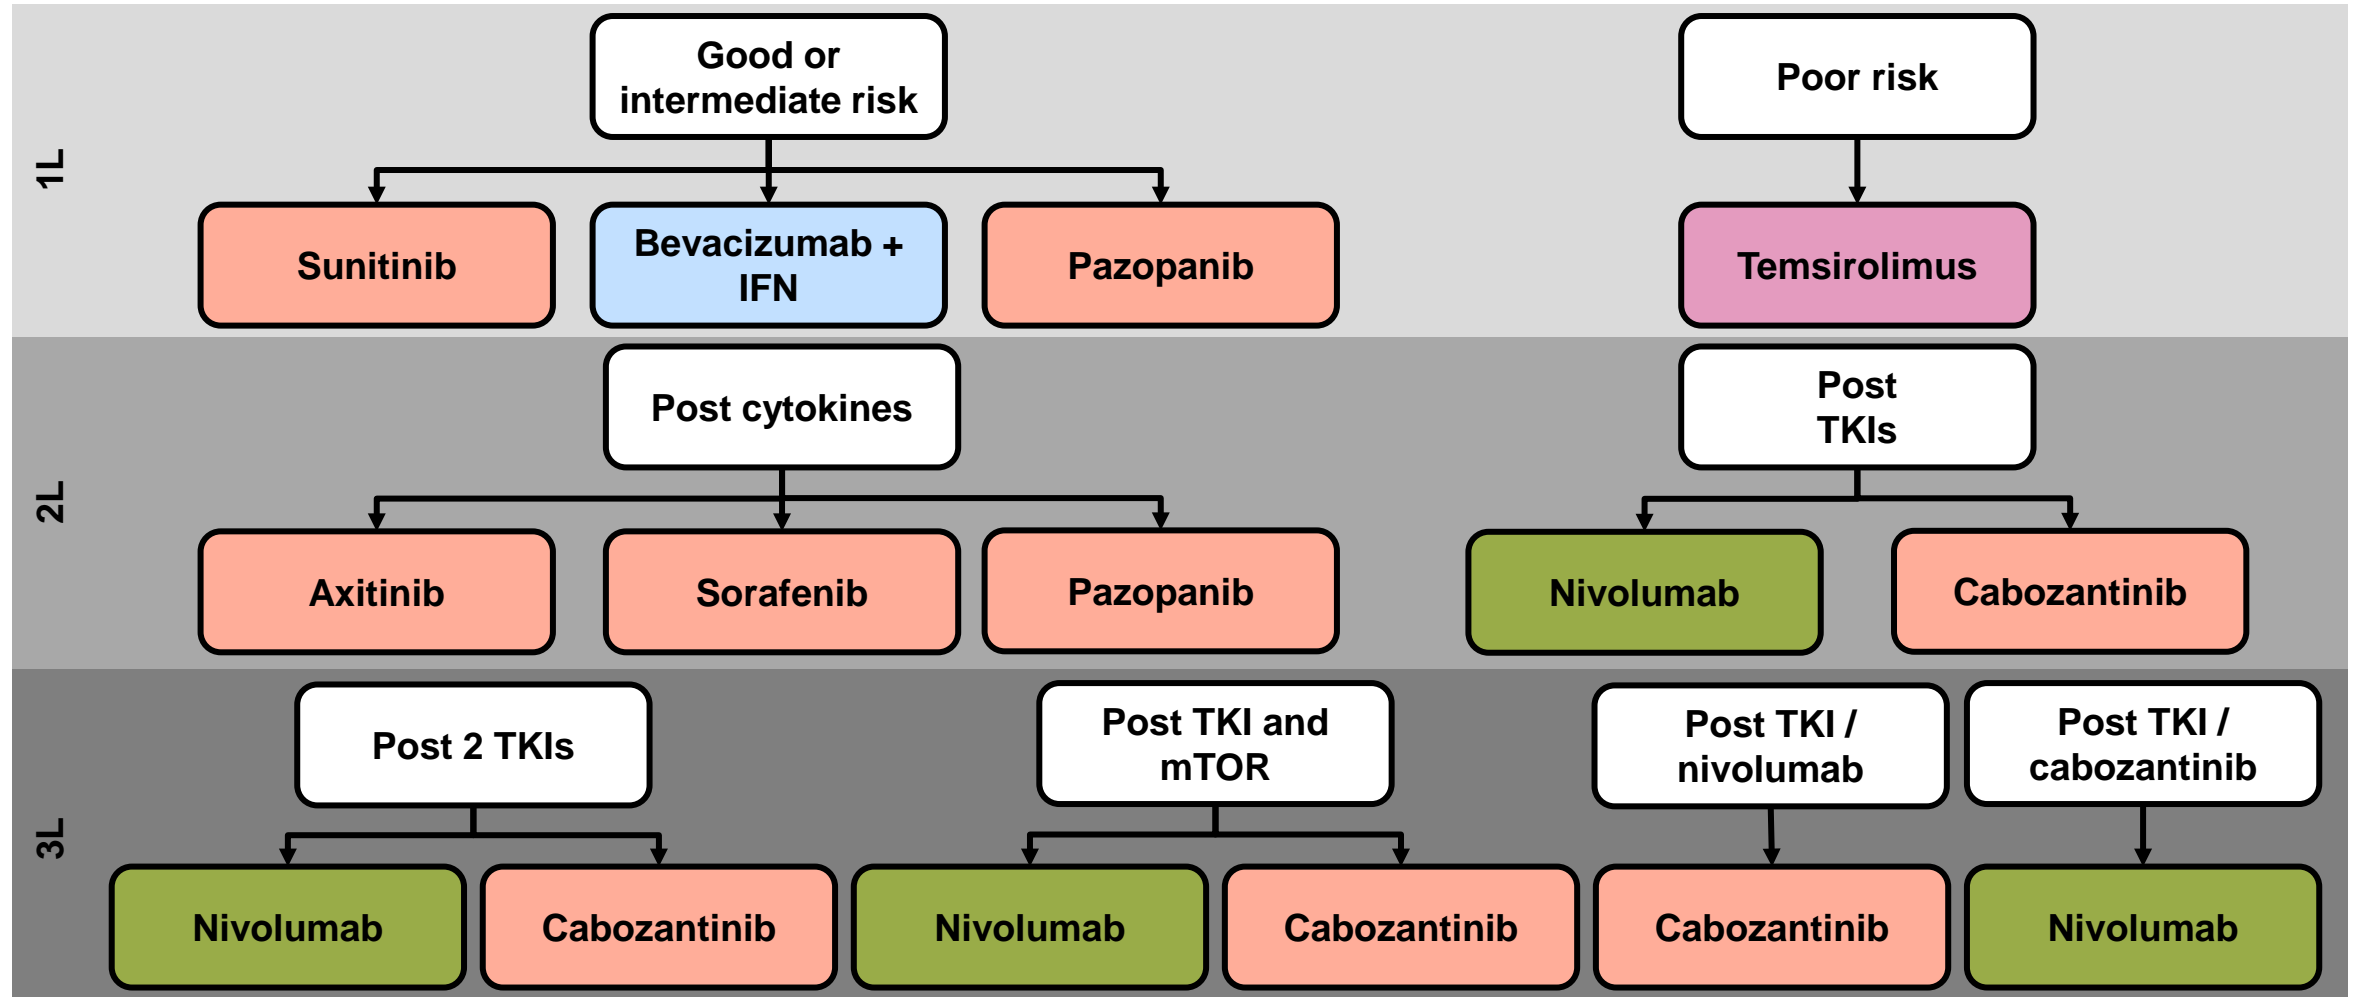 1L
Good or
intermediate risk
Poor risk
Sunitinib
Bevacizumab +
IFN
Pazopanib
Temsirolimus
2L
Post cytokines
Post
TKIs
Axitinib
Sorafenib
Pazopanib
Nivolumab
Cabozantinib
3L
Post 2 TKIs
Post TKI and
mTOR
Post TKI /
nivolumab
Post TKI /
cabozantinib
Nivolumab
Cabozantinib
Nivolumab
Cabozantinib
Cabozantinib
Nivolumab